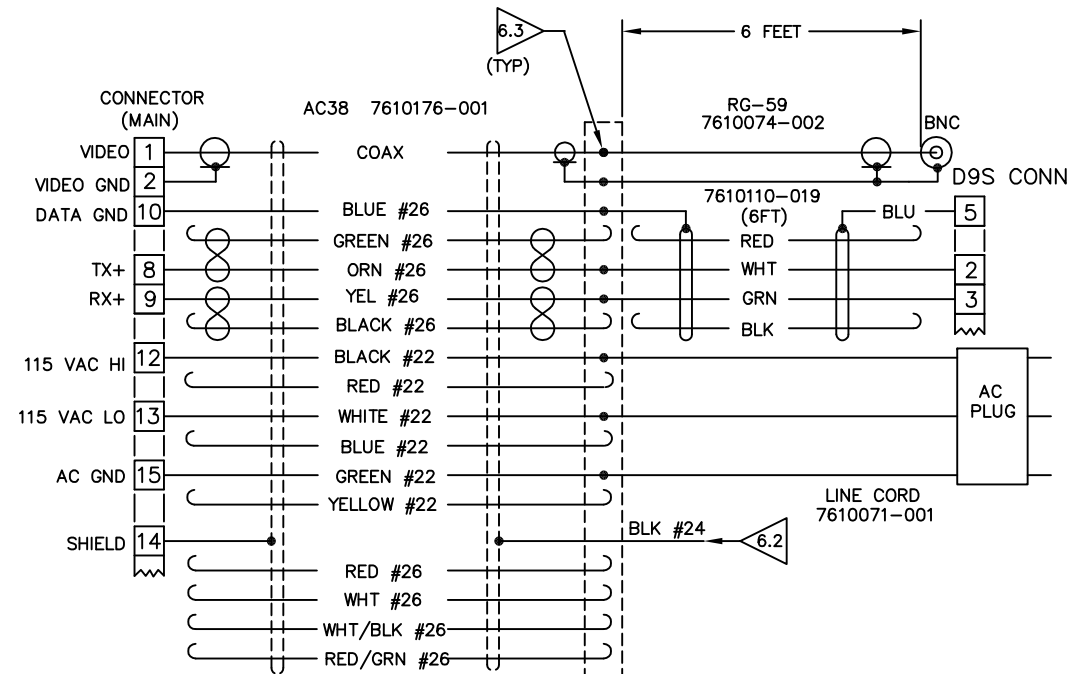 6.3
(TYP)
6 FEET
CONNECTOR
(MAIN)
AC38 7610176-001
RG-59
7610074-002
BNC
VIDEO 1 COAX
VIDEO GND 2
D9S CONN
7610110-019
(6FT)
DATA GND 10 BLUE #26 BLU 5
GREEN #26 RED
TX+ 8 ORN #26 WHT 2
RX+ 9 YEL #26 GRN 3
BLACK #26 BLK
115 VAC HI 12 BLACK #22
RED #22
AC
PLUG
115 VAC LO 13 WHITE #22
BLUE #22
AC GND 15 GREEN #22
YELLOW #22
LINE CORD
7610071-001
SHIELD 14 BLK #24 6.2
RED #26
WHT #26
WHT/BLK #26
RED/GRN #26